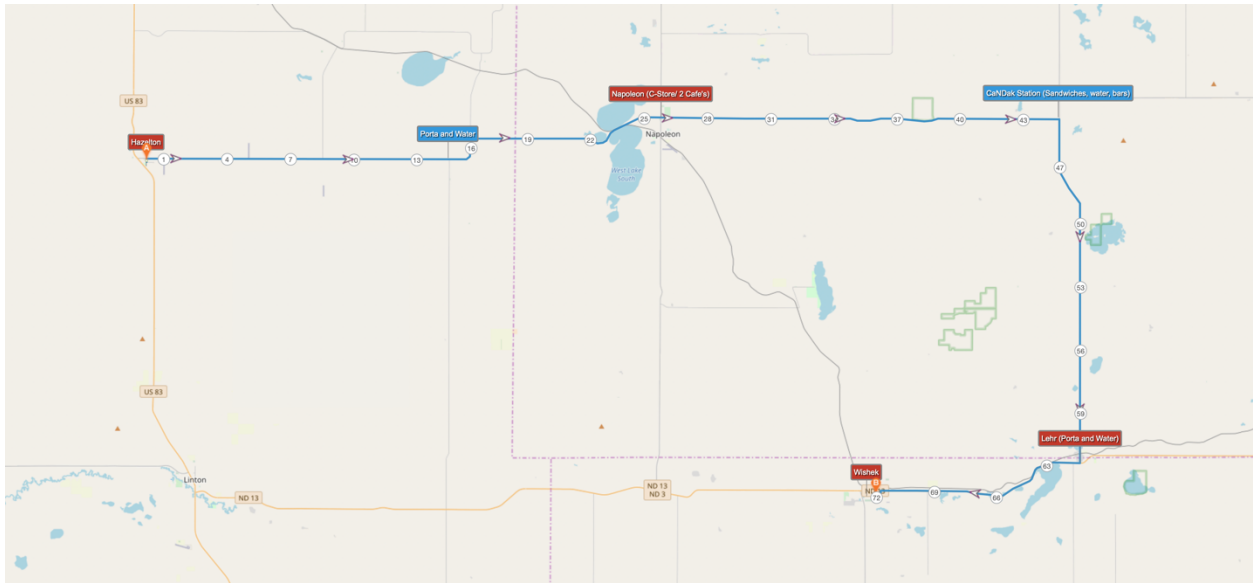 US 83
Napoleon (C-Store/ 2 Cafe's)
CaNDak Station (Sandwiches, water, bars)
Hazelton
A
Porta and Water
Napoleon
West Lake
South
1
4
7
13
16
19
22
25
28
31
37
40
43
47
50
53
56
59
US 83
Lehr (Porta and Water)
63
Linton
ND 13
ND 13
ND 3
Wishek
B
72
69
66